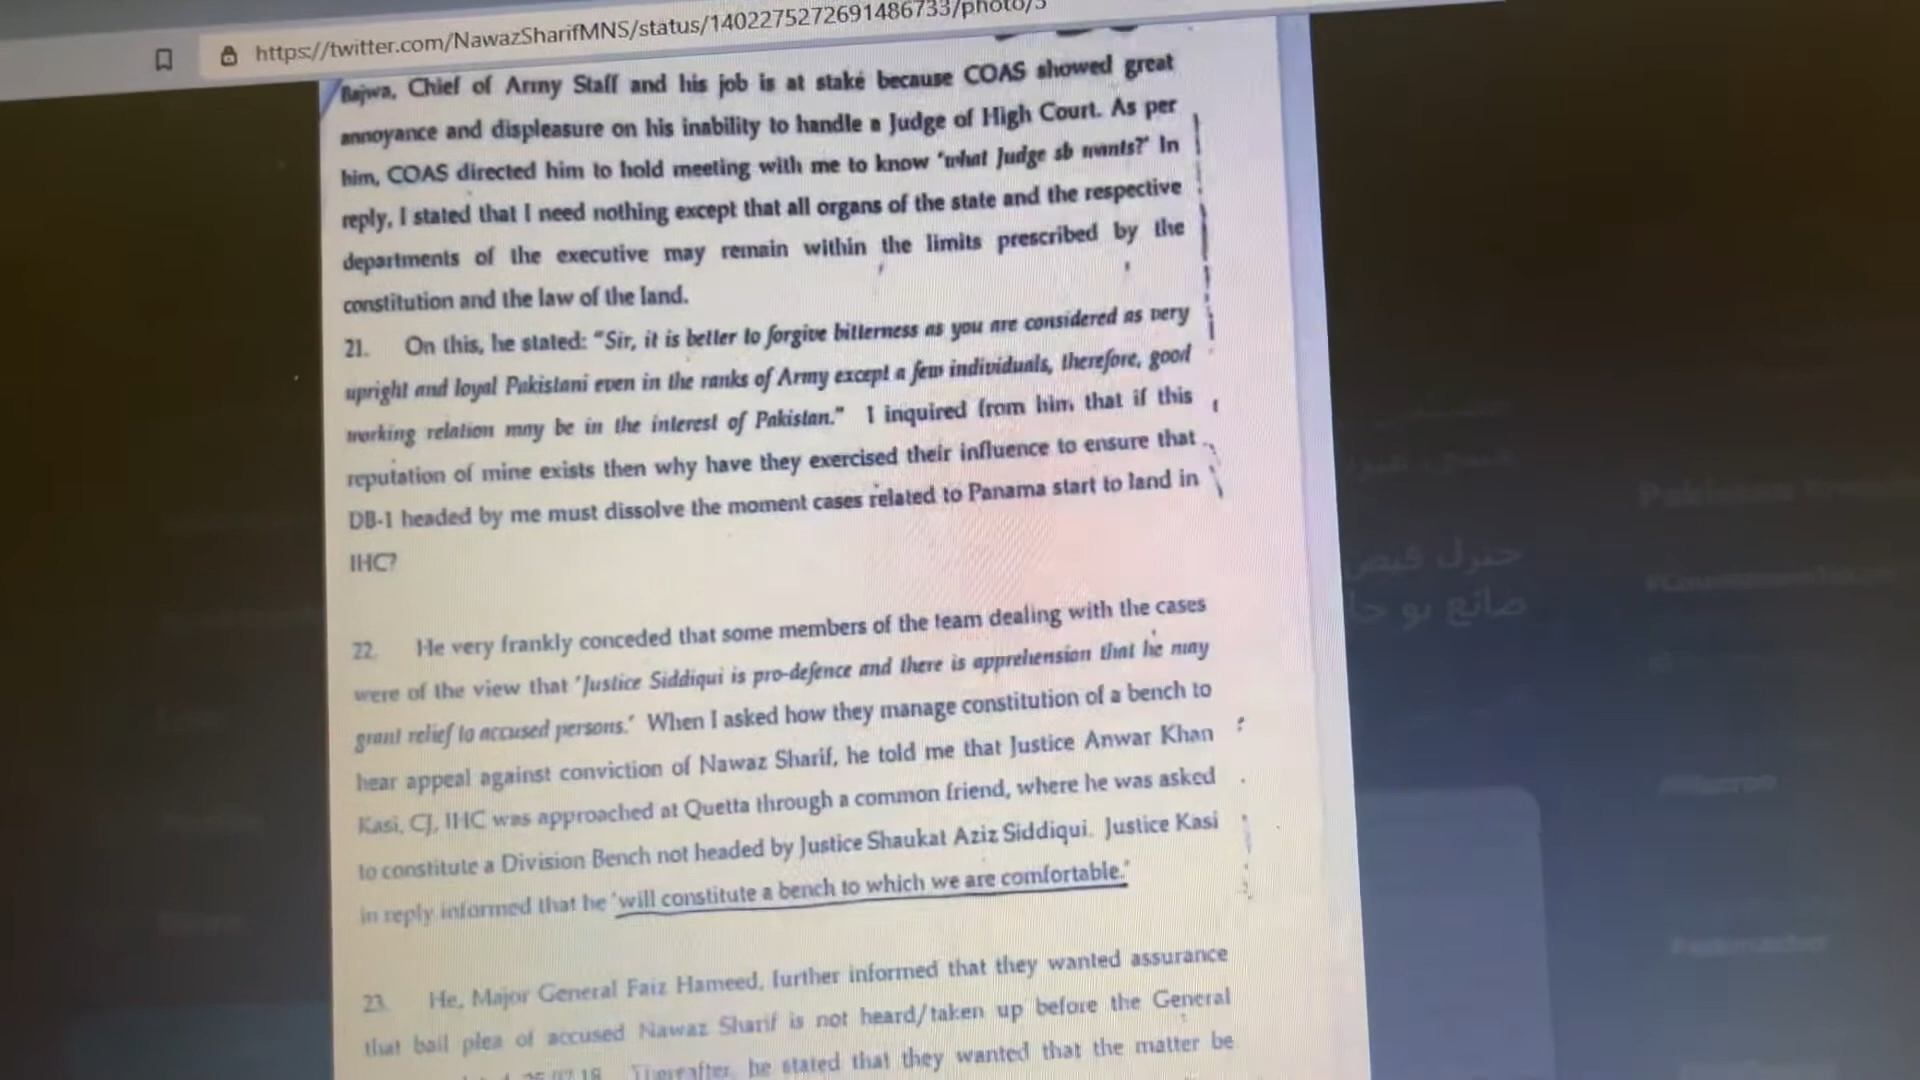 https://twitter.com/NawazSharifMNS/status/1402275272691486733/photo/3
Bajwa, Chief of Army Staff and his job is at stake because COAS showed great
annoyance and displeasure on his inability to handle a Judge of High Court. As per
him, COAS directed him to hold meeting with me to know 'what Judge sb wants?' In
reply, I stated that I need nothing except that all organs of the state and the respective
departments of the executive may remain within the limits prescribed by the
constitution and the law of the land.
21. On this, he stated: "Sir, it is better to forgive bitterness as you are considered as very
upright and loyal Pakistani even in the ranks of Army except a few individuals, therefore, good
working relation may be in the interest of Pakistan." I inquired from him that if this
reputation of mine exists then why have they exercised their influence to ensure that
DB-1 headed by me must dissolve the moment cases related to Panama start to land in
IHC?
22. He very frankly conceded that some members of the team dealing with the cases
were of the view that 'Justice Siddiqui is pro-defence and there is apprehension that he may
grant relief to accused persons.' When I asked how they manage constitution of a bench to
hear appeal against conviction of Nawaz Sharif, he told me that Justice Anwar Khan
Kasi, CJ, IHC was approached at Quetta through a common friend, where he was asked
to constitute a Division Bench not headed by Justice Shaukat Aziz Siddiqui. Justice Kasi
in reply informed that he 'will constitute a bench to which we are comfortable.'
23. He, Major General Faiz Hameed, further informed that they wanted assurance
that bail plea of accused Nawaz Sharif is not heard/taken up before the General
Thereafter, he stated that they wanted that the matter be
جنرل فیض
ضائع ہو جا